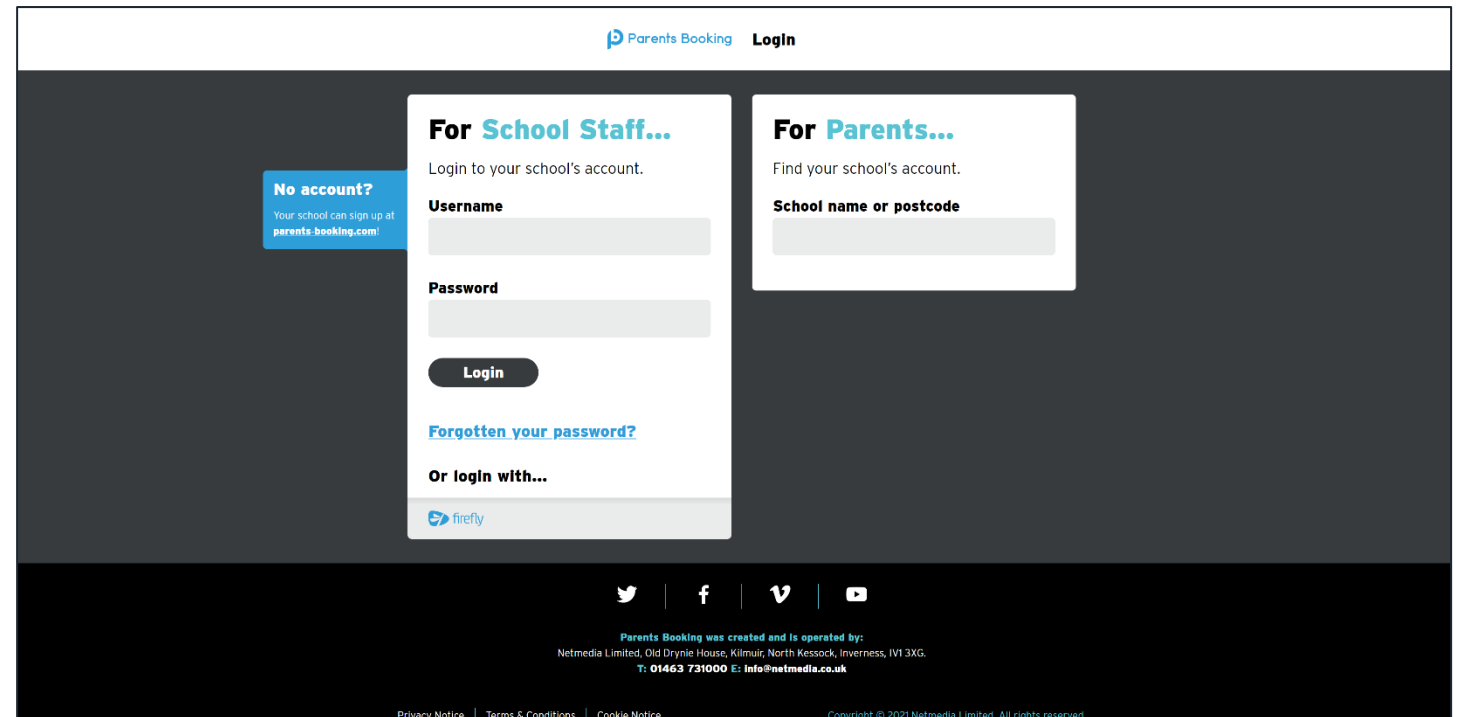 Parents Booking Login
For School Staff...
Login to your school's account.
Username
Password
Login
Forgotten your password?
Or login with...
firefly
No account?
Your school can sign up at
parents-booking.com!
For Parents...
Find your school's account.
School name or postcode
Parents Booking was created and is operated by:
Netmedia Limited, Old Drynie House, Kilmuir, North Kessock, Inverness, IV1 3XG.
T: 01463 731000 E: info@netmedia.co.uk
Privacy Notice Terms & Conditions Cookie Notice Copyright © 2021 Netmedia Limited. All rights reserved